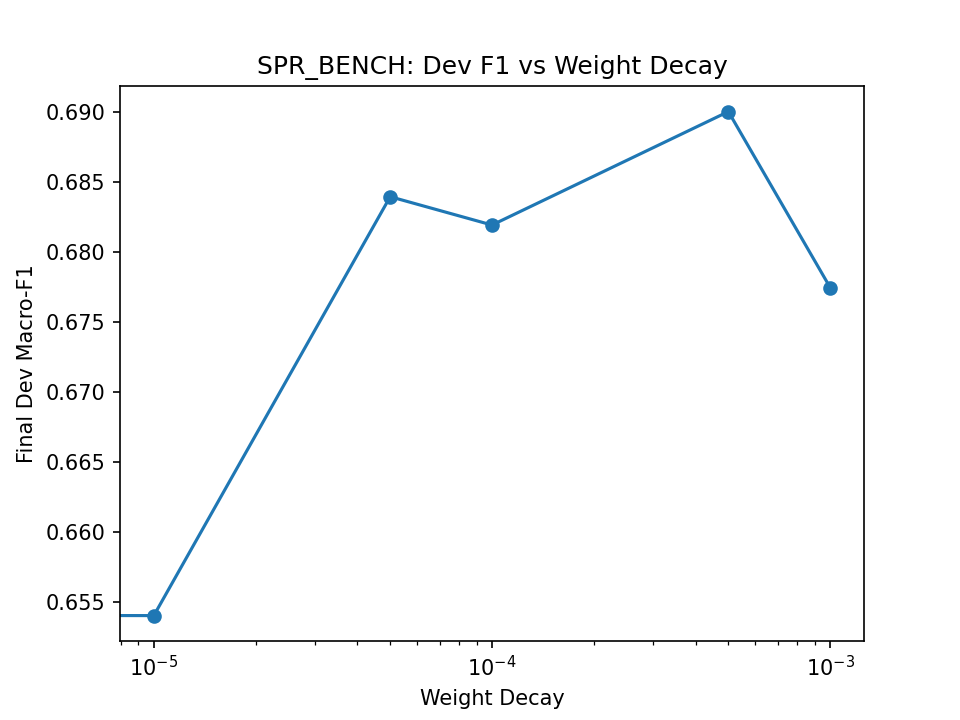 SPR_BENCH: Dev F1 vs Weight Decay
Final Dev Macro-F1
0.690
0.685
0.680
0.675
0.670
0.665
0.660
0.655
10⁻⁵ 10⁻⁴ 10⁻³
Weight Decay